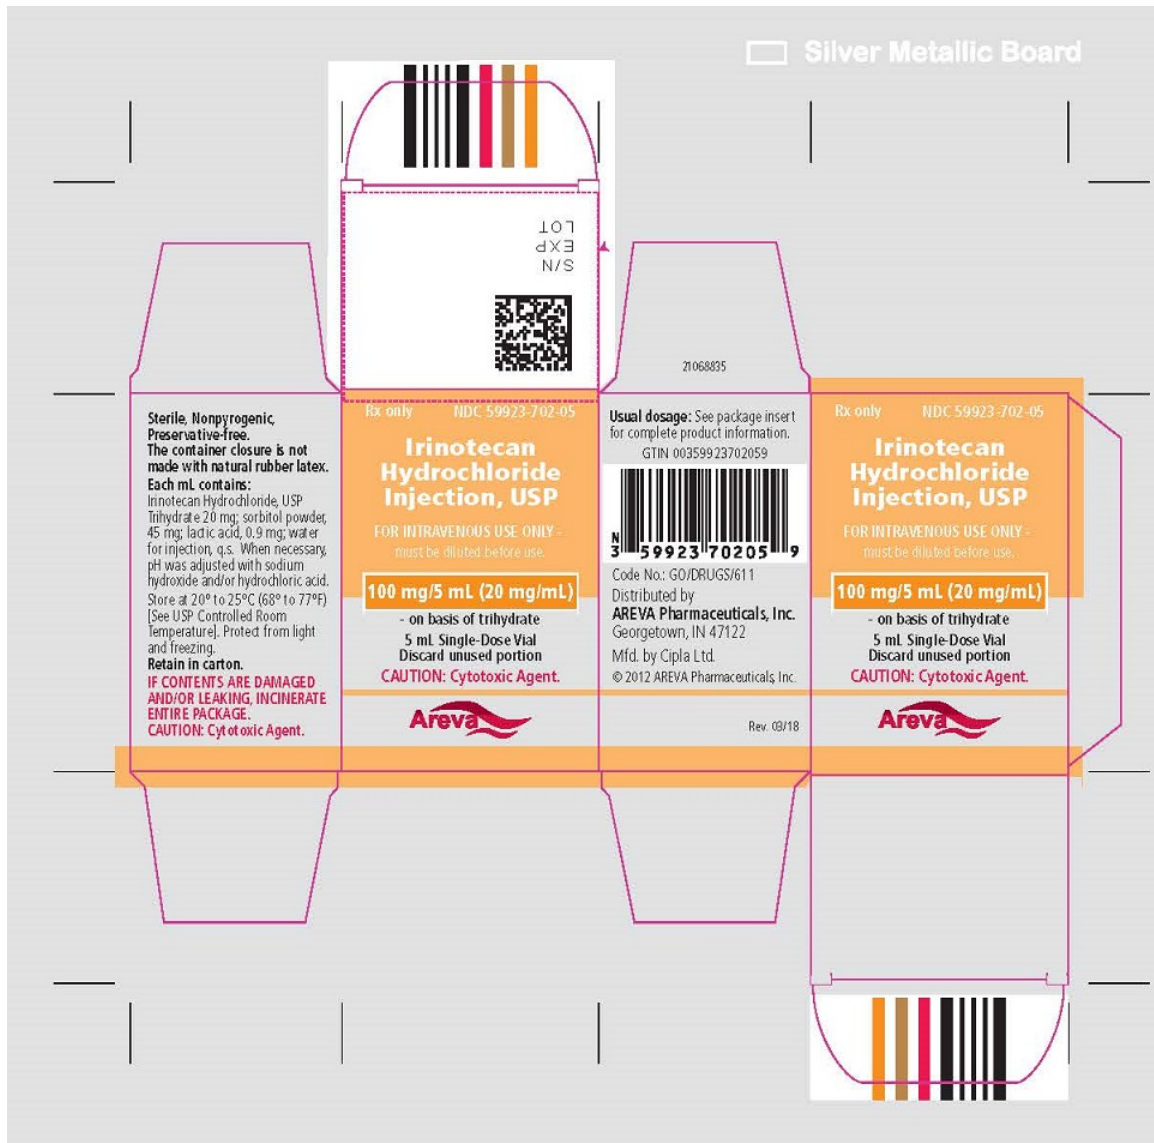 Silver Metallic Board
LOT
EXP
S/N
Sterile, Nonpyrogenic,
Preservative-free.
The container closure is not
made with natural rubber latex.
Each mL contains:
Irinotecan Hydrochloride, USP
Trihydrate 20 mg; sorbitol powder,
45 mg; lactic acid, 0.9 mg; water
for injection, q.s. When necessary,
pH was adjusted with sodium
hydroxide and/or hydrochloric acid.
Store at 20° to 25°C (68° to 77°F)
[See USP Controlled Room
Temperature]. Protect from light
and freezing.
Retain in carton.
IF CONTENTS ARE DAMAGED
AND/OR LEAKING, INCINERATE
ENTIRE PACKAGE.
CAUTION: Cytotoxic Agent.
Rx only NDC 59923-702-05
Irinotecan
Hydrochloride
Injection, USP
FOR INTRAVENOUS USE ONLY -
must be diluted before use.
100 mg/5 mL (20 mg/mL)
- on basis of trihydrate
5 mL Single-Dose Vial
Discard unused portion
CAUTION: Cytotoxic Agent.
Areva
21068835
Usual dosage: See package insert
for complete product information.
GTIN 00359923702059
N
3 59923 70205 9
Code No.: GO/DRUGS/611
Distributed by
AREVA Pharmaceuticals, Inc.
Georgetown, IN 47122
Mfd. by Cipla Ltd.
© 2012 AREVA Pharmaceuticals, Inc.
Rev. 03/18
Rx only NDC 59923-702-05
Irinotecan
Hydrochloride
Injection, USP
FOR INTRAVENOUS USE ONLY -
must be diluted before use.
100 mg/5 mL (20 mg/mL)
- on basis of trihydrate
5 mL Single-Dose Vial
Discard unused portion
CAUTION: Cytotoxic Agent.
Areva